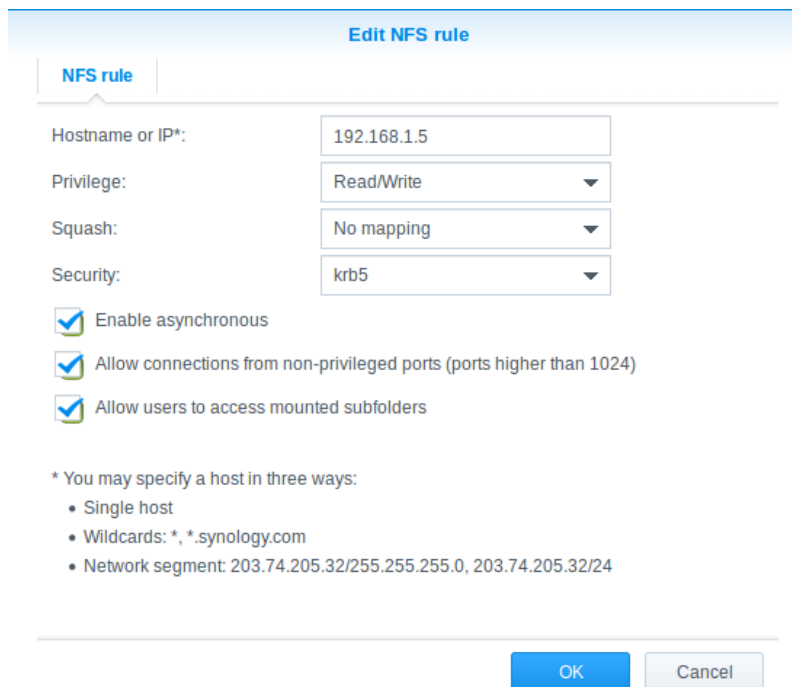 Edit NFS rule
NFS rule
Hostname or IP*: 192.168.1.5
Privilege: Read/Write
Squash: No mapping
Security: krb5
Enable asynchronous
Allow connections from non-privileged ports (ports higher than 1024)
Allow users to access mounted subfolders
* You may specify a host in three ways:
• Single host
• Wildcards: *, *.synology.com
• Network segment: 203.74.205.32/255.255.255.0, 203.74.205.32/24
OK Cancel